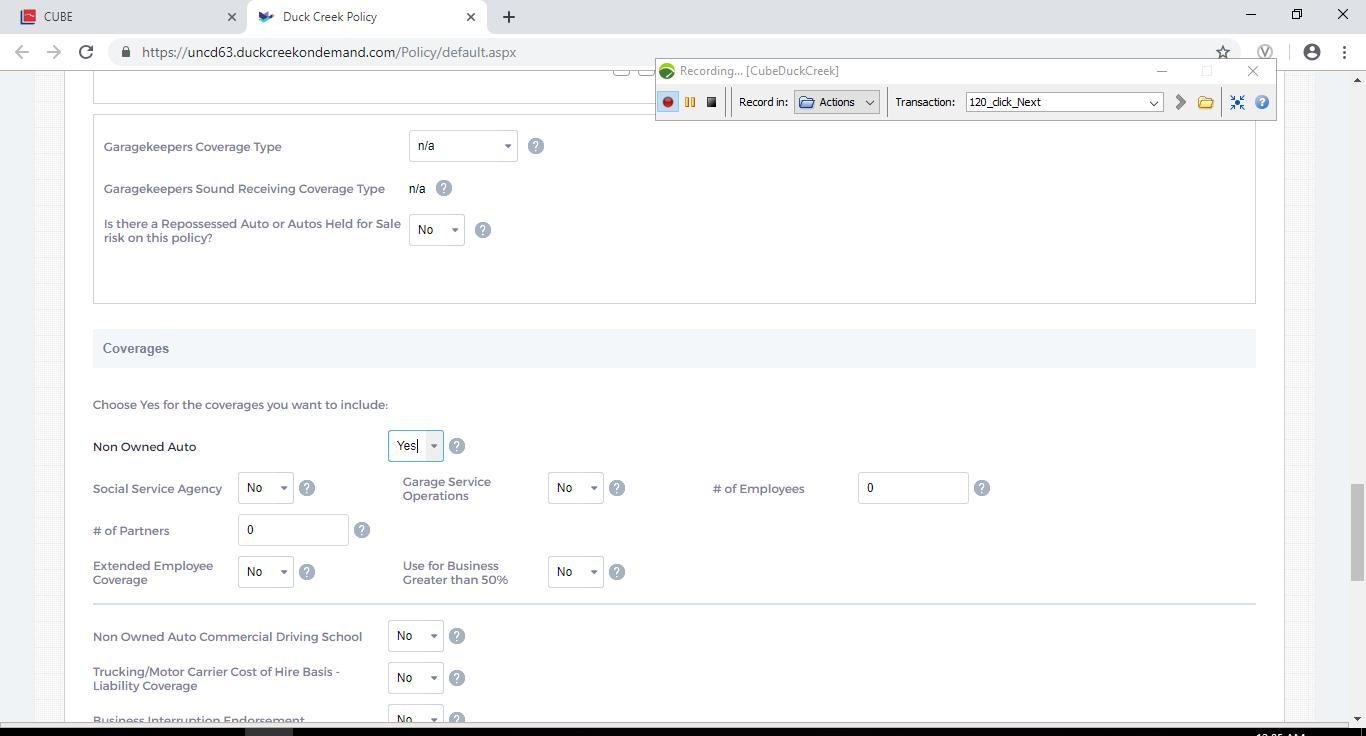 CUBE
Duck Creek Policy
https://uncd63.duckcreekondemand.com/Policy/default.aspx
Recording... [CubeDuckCreek]
Record in:
Actions
Transaction:
120_click_Next
Garagekeepers Coverage Type
n/a
Garagekeepers Sound Receiving Coverage Type
n/a
Is there a Repossessed Auto or Autos Held for Sale
risk on this policy?
No
Coverages
Choose Yes for the coverages you want to include:
Non Owned Auto
Yes
Social Service Agency
No
Garage Service
Operations
No
# of Employees
0
# of Partners
0
Extended Employee
Coverage
No
Use for Business
Greater than 50%
No
Non Owned Auto Commercial Driving School
No
Trucking/Motor Carrier Cost of Hire Basis -
Liability Coverage
No
Business Interruption Endorsement
No